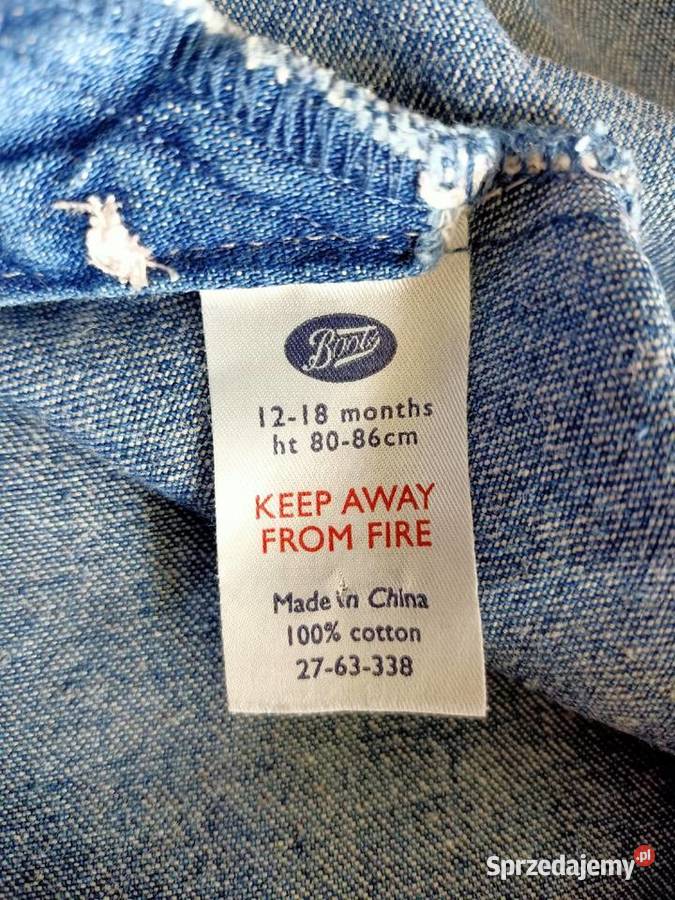 Boots
12-18 months
ht 80-86cm
KEEP AWAY
FROM FIRE
Made in China
100% cotton
27-63-338
Sprzedajemy.pl